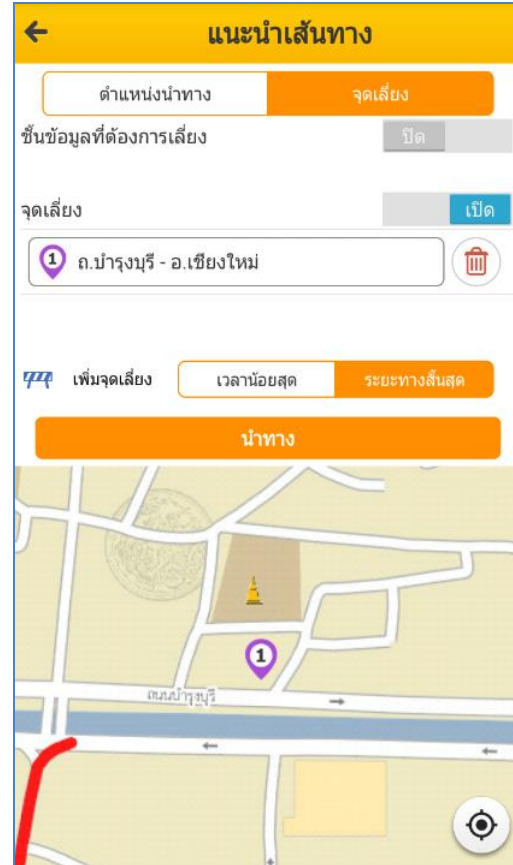 แนะนำเส้นทาง
ตำแหน่งนำทาง จุดเลี่ยง
ชั้นข้อมูลที่ต้องการเลี่ยง ปิด
จุดเลี่ยง เปิด
1 ถ.บำรุงบุรี - อ.เชียงใหม่
เพิ่มจุดเลี่ยง เวลาน้อยสุด ระยะทางสั้นสุด
นำทาง
1
ถนนบำรุงบุรี